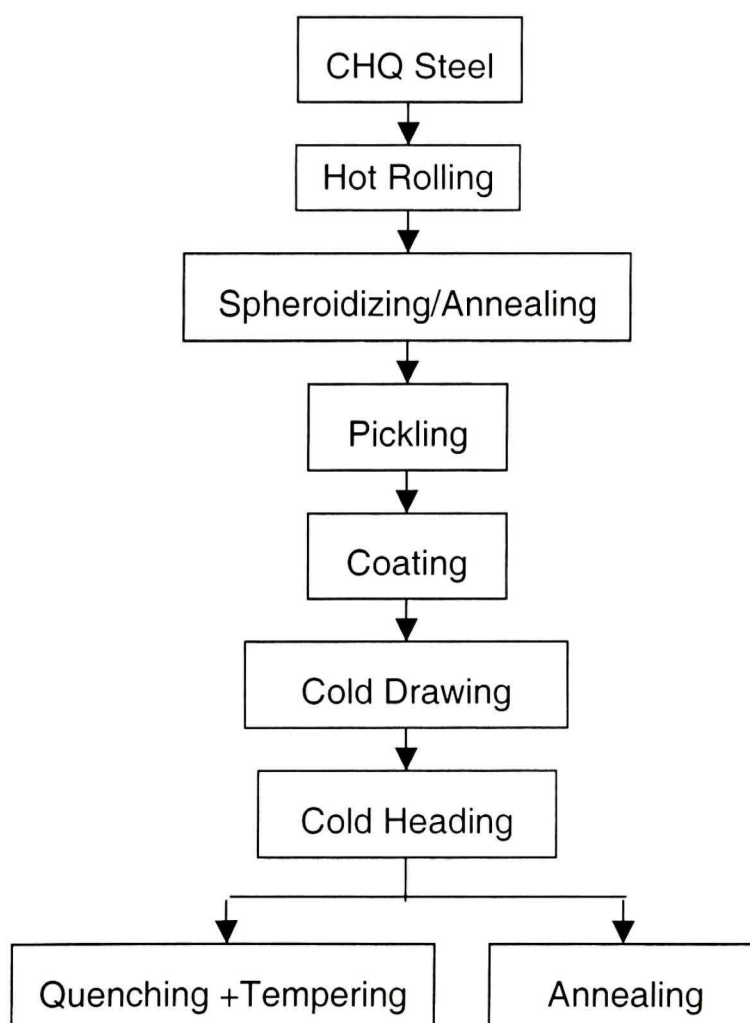 CHQ Steel
Hot Rolling
Spheroidizing/Annealing
Pickling
Coating
Cold Drawing
Cold Heading
Quenching +Tempering
Annealing